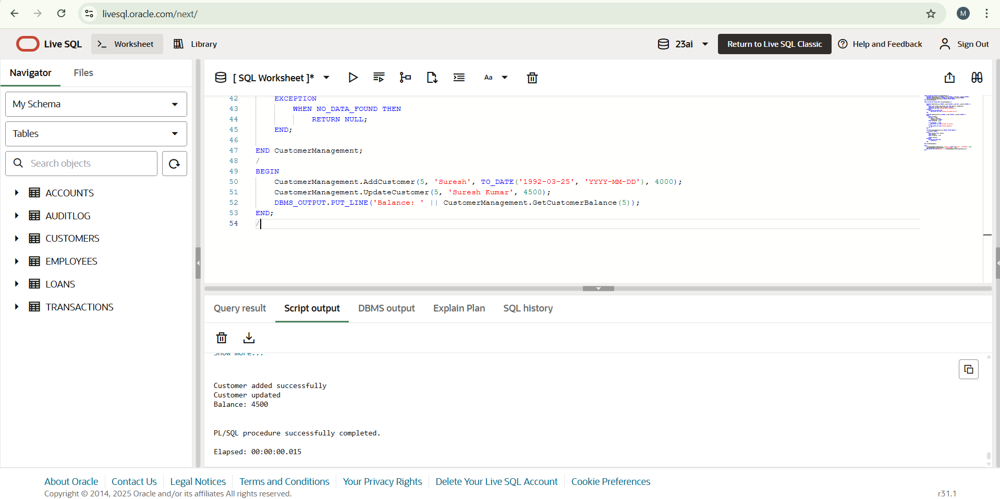 livesql.oracle.com/next/
M
Live SQL
Worksheet
Library
23ai
Return to Live SQL Classic
Help and Feedback
Sign Out
Navigator
Files
My Schema
Tables
Search objects
ACCOUNTS
AUDITLOG
CUSTOMERS
EMPLOYEES
LOANS
TRANSACTIONS
[ SQL Worksheet ]*
Aa
42 EXCEPTION
43 WHEN NO_DATA_FOUND THEN
44 RETURN NULL;
45 END;
46
47 END CustomerManagement;
48 /
49 BEGIN
50 CustomerManagement.AddCustomer(5, 'Suresh', TO_DATE('1992-03-25', 'YYYY-MM-DD'), 4000);
51 CustomerManagement.UpdateCustomer(5, 'Suresh Kumar', 4500);
52 DBMS_OUTPUT.PUT_LINE('Balance: ' || CustomerManagement.GetCustomerBalance(5));
53 END;
54 /
Query result
Script output
DBMS output
Explain Plan
SQL history
Show more...
Customer added successfully
Customer updated
Balance: 4500
PL/SQL procedure successfully completed.
Elapsed: 00:00:00.015
About Oracle
Contact Us
Legal Notices
Terms and Conditions
Your Privacy Rights
Delete Your Live SQL Account
Cookie Preferences
Copyright © 2014, 2025 Oracle and/or its affiliates All rights reserved.
r31.1